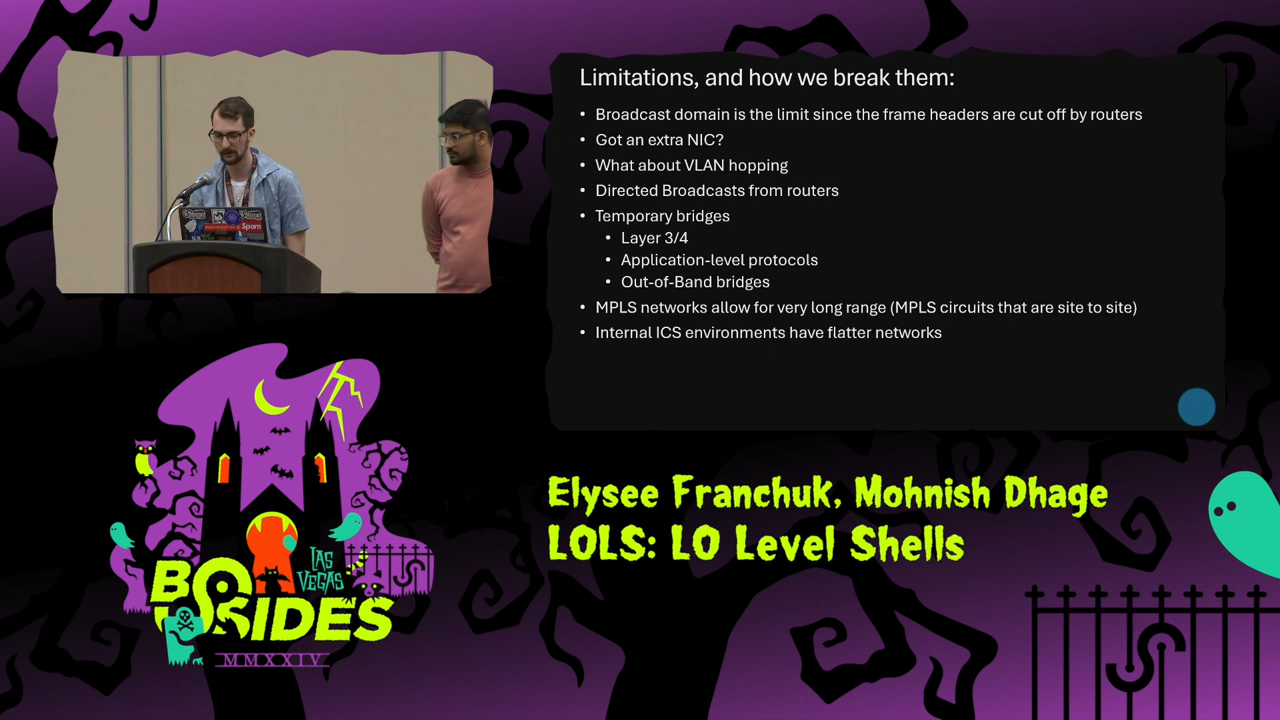 Limitations, and how we break them:
• Broadcast domain is the limit since the frame headers are cut off by routers
• Got an extra NIC?
• What about VLAN hopping
• Directed Broadcasts from routers
• Temporary bridges
• Layer 3/4
• Application-level protocols
• Out-of-Band bridges
• MPLS networks allow for very long range (MPLS circuits that are site to site)
• Internal ICS environments have flatter networks
Spam
Elysee Franchuk, Mohnish Dhage
LOLS: LO Level Shells
LAS
VEGAS
BSIDES
MMXXIV